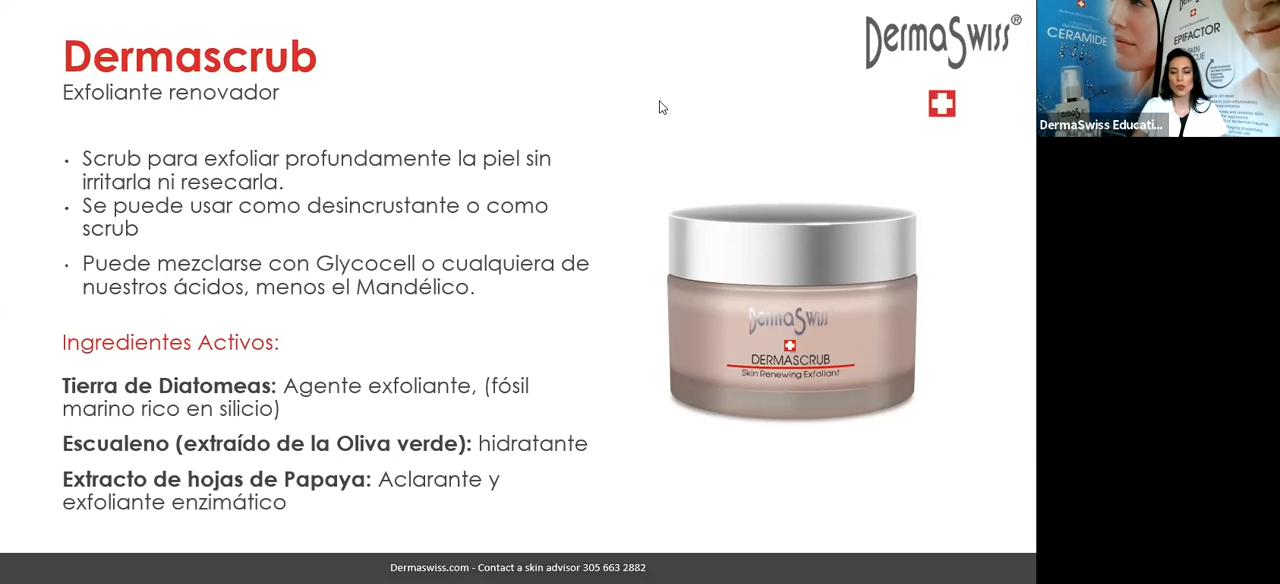 Dermascrub
Exfoliante renovador
DermaSwiss®
· Scrub para exfoliar profundamente la piel sin
irritarla ni resecarla.
· Se puede usar como desincrustante o como
scrub
· Puede mezclarse con Glycocell o cualquiera de
nuestros ácidos, menos el Mandélico.
Ingredientes Activos:
Tierra de Diatomeas: Agente exfoliante, (fósil
marino rico en silicio)
Escualeno (extraído de la Oliva verde): hidratante
Extracto de hojas de Papaya: Aclarante y
exfoliante enzimático
DermaSwiss
DERMASCRUB
Skin Renewing Exfoliant
Dermaswiss.com - Contact a skin advisor 305 663 2882
CERAMIDE
EPIFACTOR
SKIN
DermaSwiss Educati...